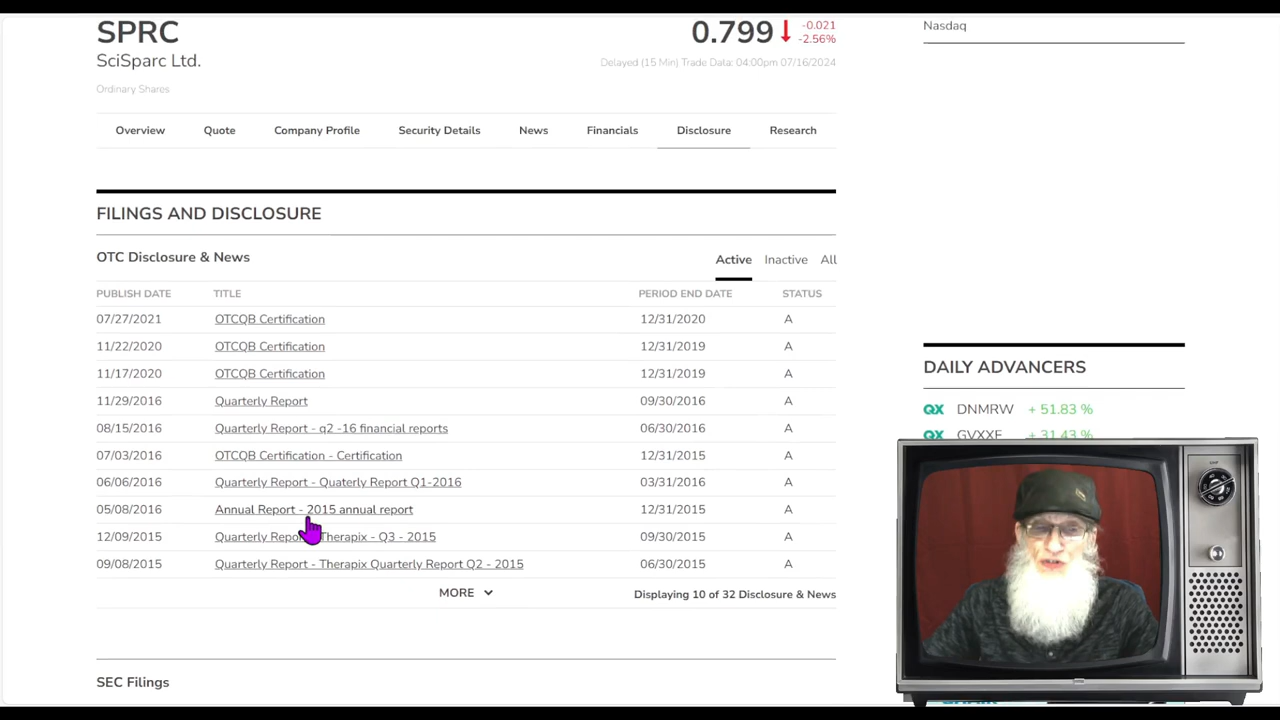 SPRC
0.799
-0.021
-2.56%
Nasdaq
SciSparc Ltd.
Delayed (15 Min) Trade Data: 04:00pm 07/16/2024
Ordinary Shares
Overview Quote Company Profile Security Details News Financials Disclosure Research
FILINGS AND DISCLOSURE
OTC Disclosure & News
Active Inactive All
PUBLISH DATE TITLE PERIOD END DATE STATUS
07/27/2021 OTCQB Certification 12/31/2020 A
11/22/2020 OTCQB Certification 12/31/2019 A
11/17/2020 OTCQB Certification 12/31/2019 A
11/29/2016 Quarterly Report 09/30/2016 A
08/15/2016 Quarterly Report - q2 -16 financial reports 06/30/2016 A
07/03/2016 OTCQB Certification - Certification 12/31/2015 A
06/06/2016 Quarterly Report - Quaterly Report Q1-2016 03/31/2016 A
05/08/2016 Annual Report - 2015 annual report 12/31/2015 A
12/09/2015 Quarterly Repo Therapix - Q3 - 2015 09/30/2015 A
09/08/2015 Quarterly Report - Therapix Quarterly Report Q2 - 2015 06/30/2015 A
MORE
Displaying 10 of 32 Disclosure & News
SEC Filings
DAILY ADVANCERS
QX DNMRW + 51.83 %
QX GVXXF + 31.43 %